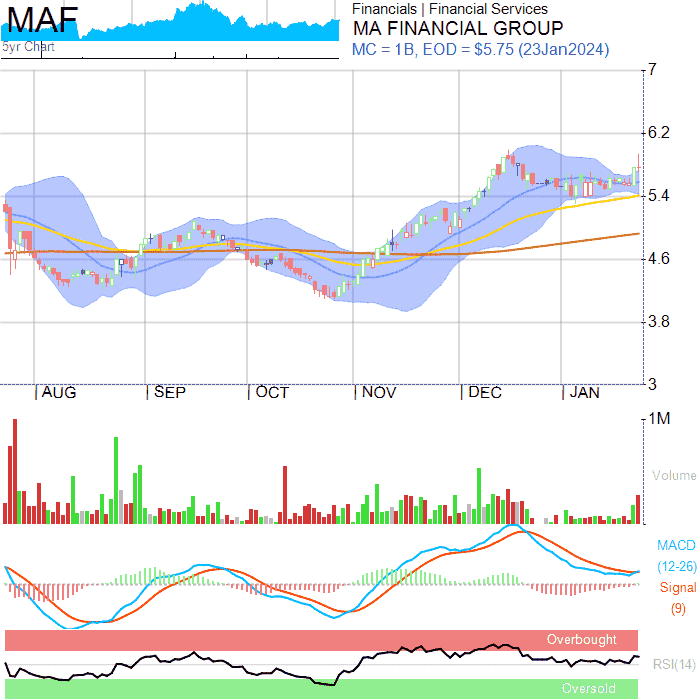 MAF
5yr Chart
Financials | Financial Services
MA FINANCIAL GROUP
MC = 1B, EOD = $5.75 (23Jan2024)
7
6.2
5.4
4.6
3.8
3
| AUG | SEP | OCT | NOV | DEC | JAN
1M
Volume
MACD
(12-26)
Signal
(9)
Overbought
RSI(14)
Oversold